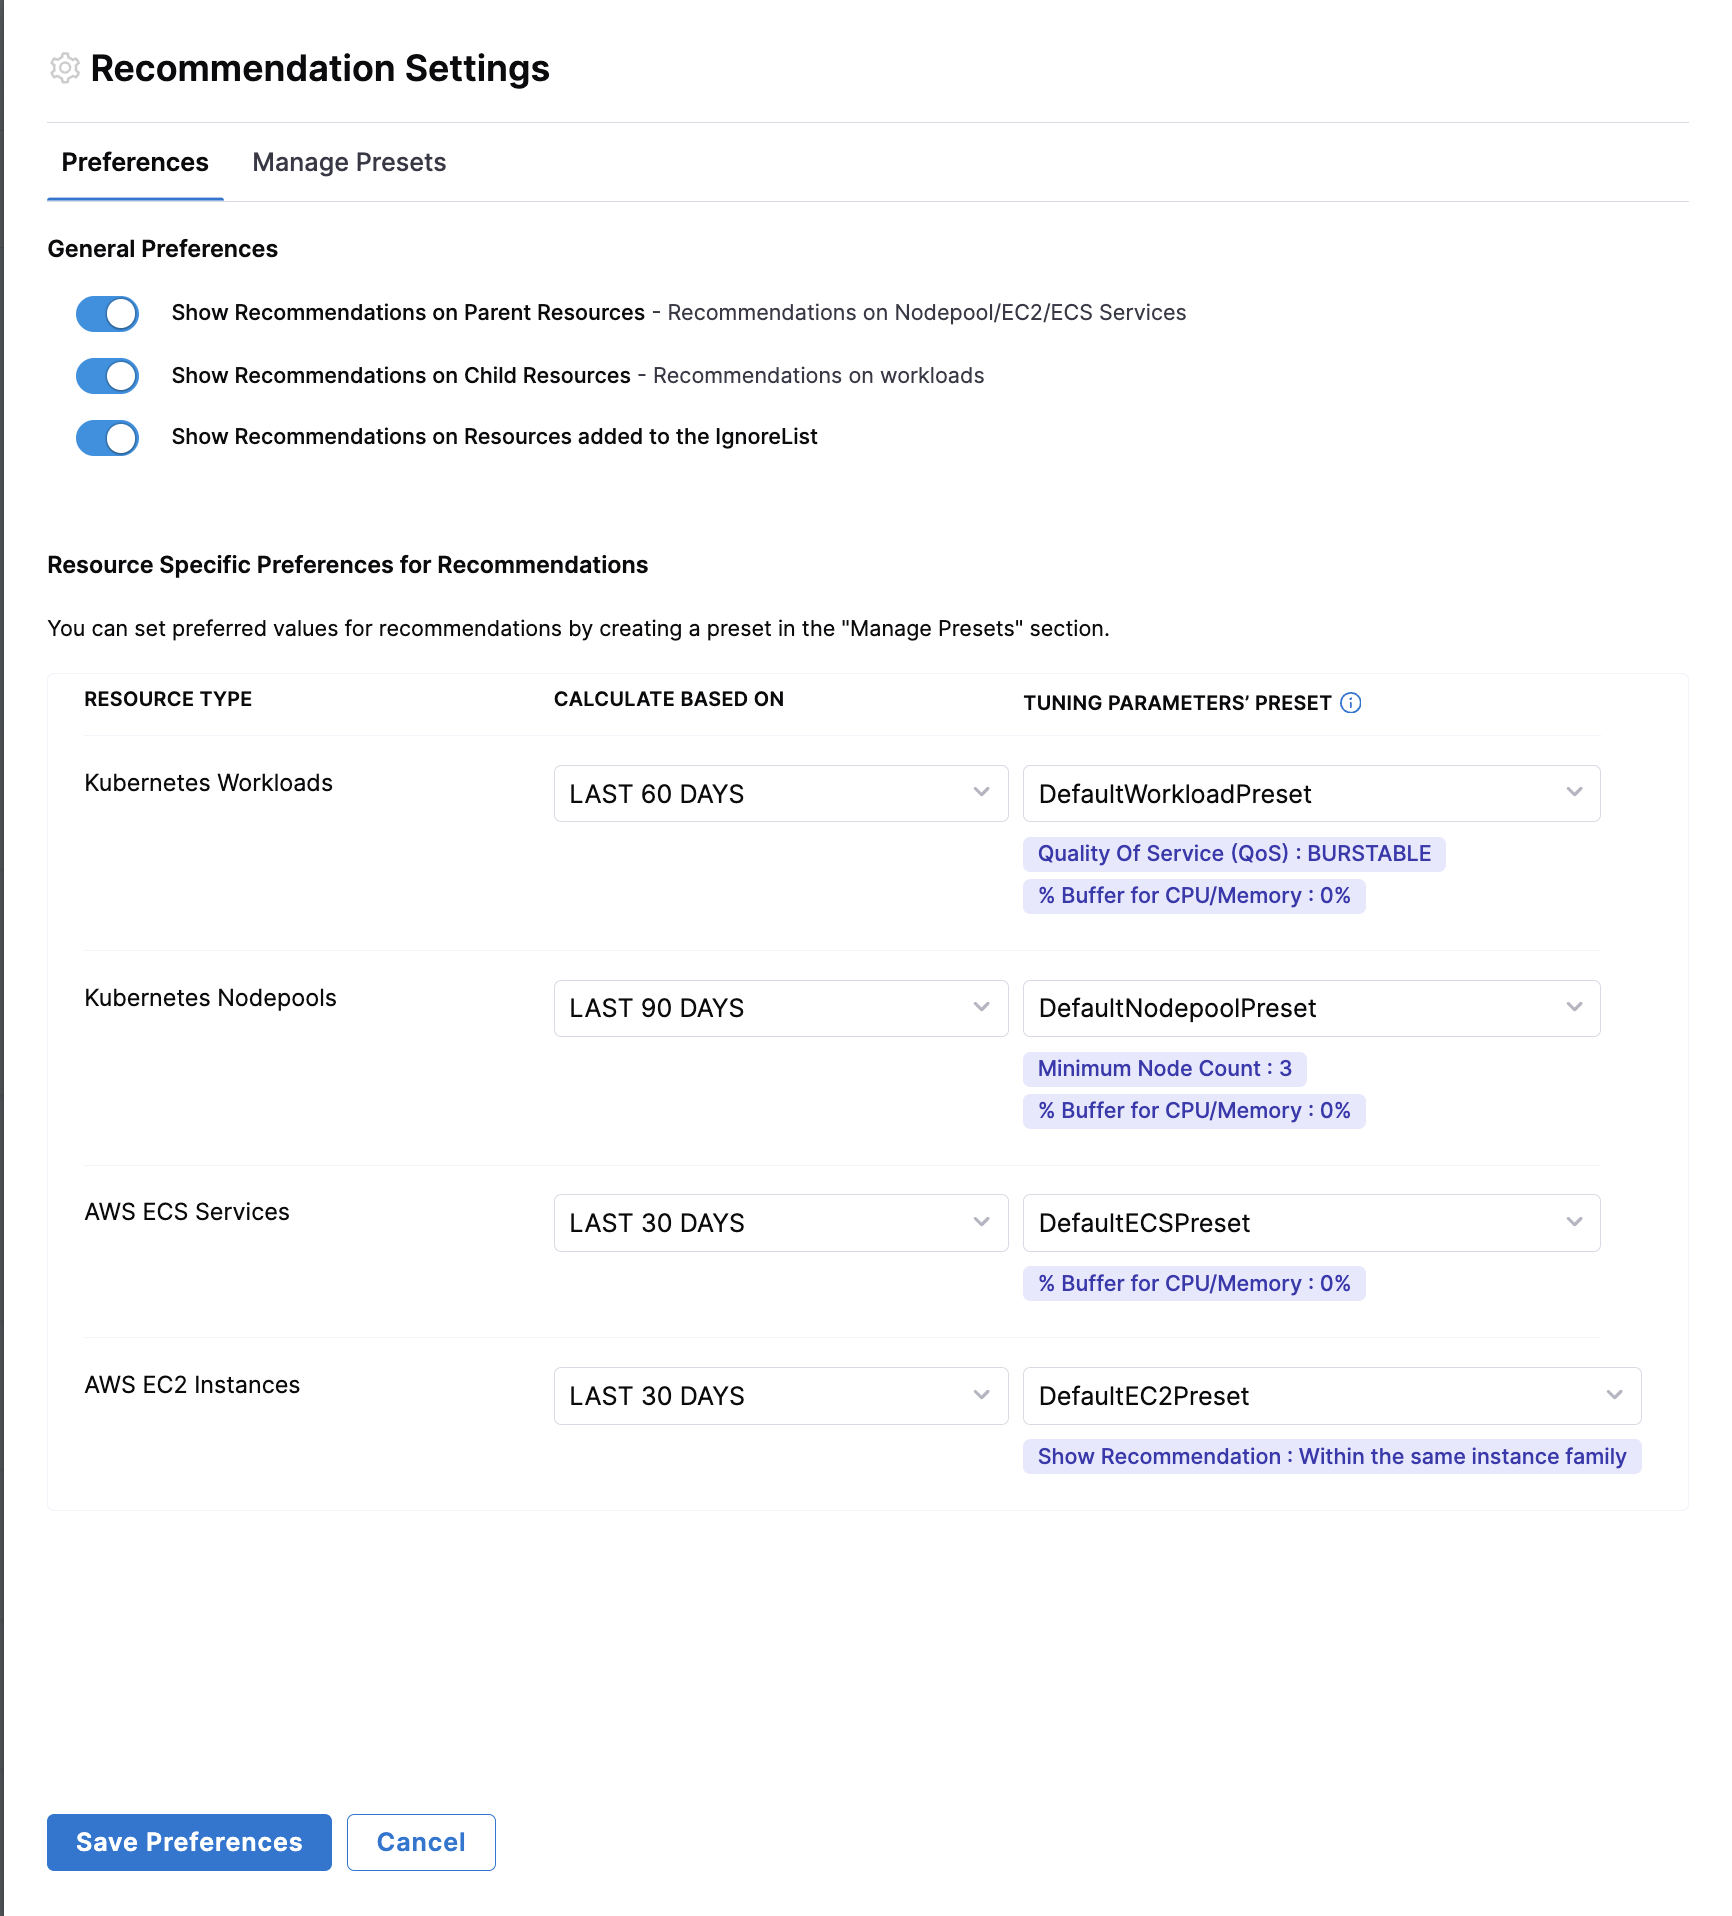 Recommendation Settings
Preferences Manage Presets
General Preferences
Show Recommendations on Parent Resources - Recommendations on Nodepool/EC2/ECS Services
Show Recommendations on Child Resources - Recommendations on workloads
Show Recommendations on Resources added to the IgnoreList
Resource Specific Preferences for Recommendations
You can set preferred values for recommendations by creating a preset in the "Manage Presets" section.
RESOURCE TYPE CALCULATE BASED ON TUNING PARAMETERS’ PRESET
Kubernetes Workloads LAST 60 DAYS DefaultWorkloadPreset
Quality Of Service (QoS) : BURSTABLE
% Buffer for CPU/Memory : 0%
Kubernetes Nodepools LAST 90 DAYS DefaultNodepoolPreset
Minimum Node Count : 3
% Buffer for CPU/Memory : 0%
AWS ECS Services LAST 30 DAYS DefaultECSPreset
% Buffer for CPU/Memory : 0%
AWS EC2 Instances LAST 30 DAYS DefaultEC2Preset
Show Recommendation : Within the same instance family
Save Preferences Cancel